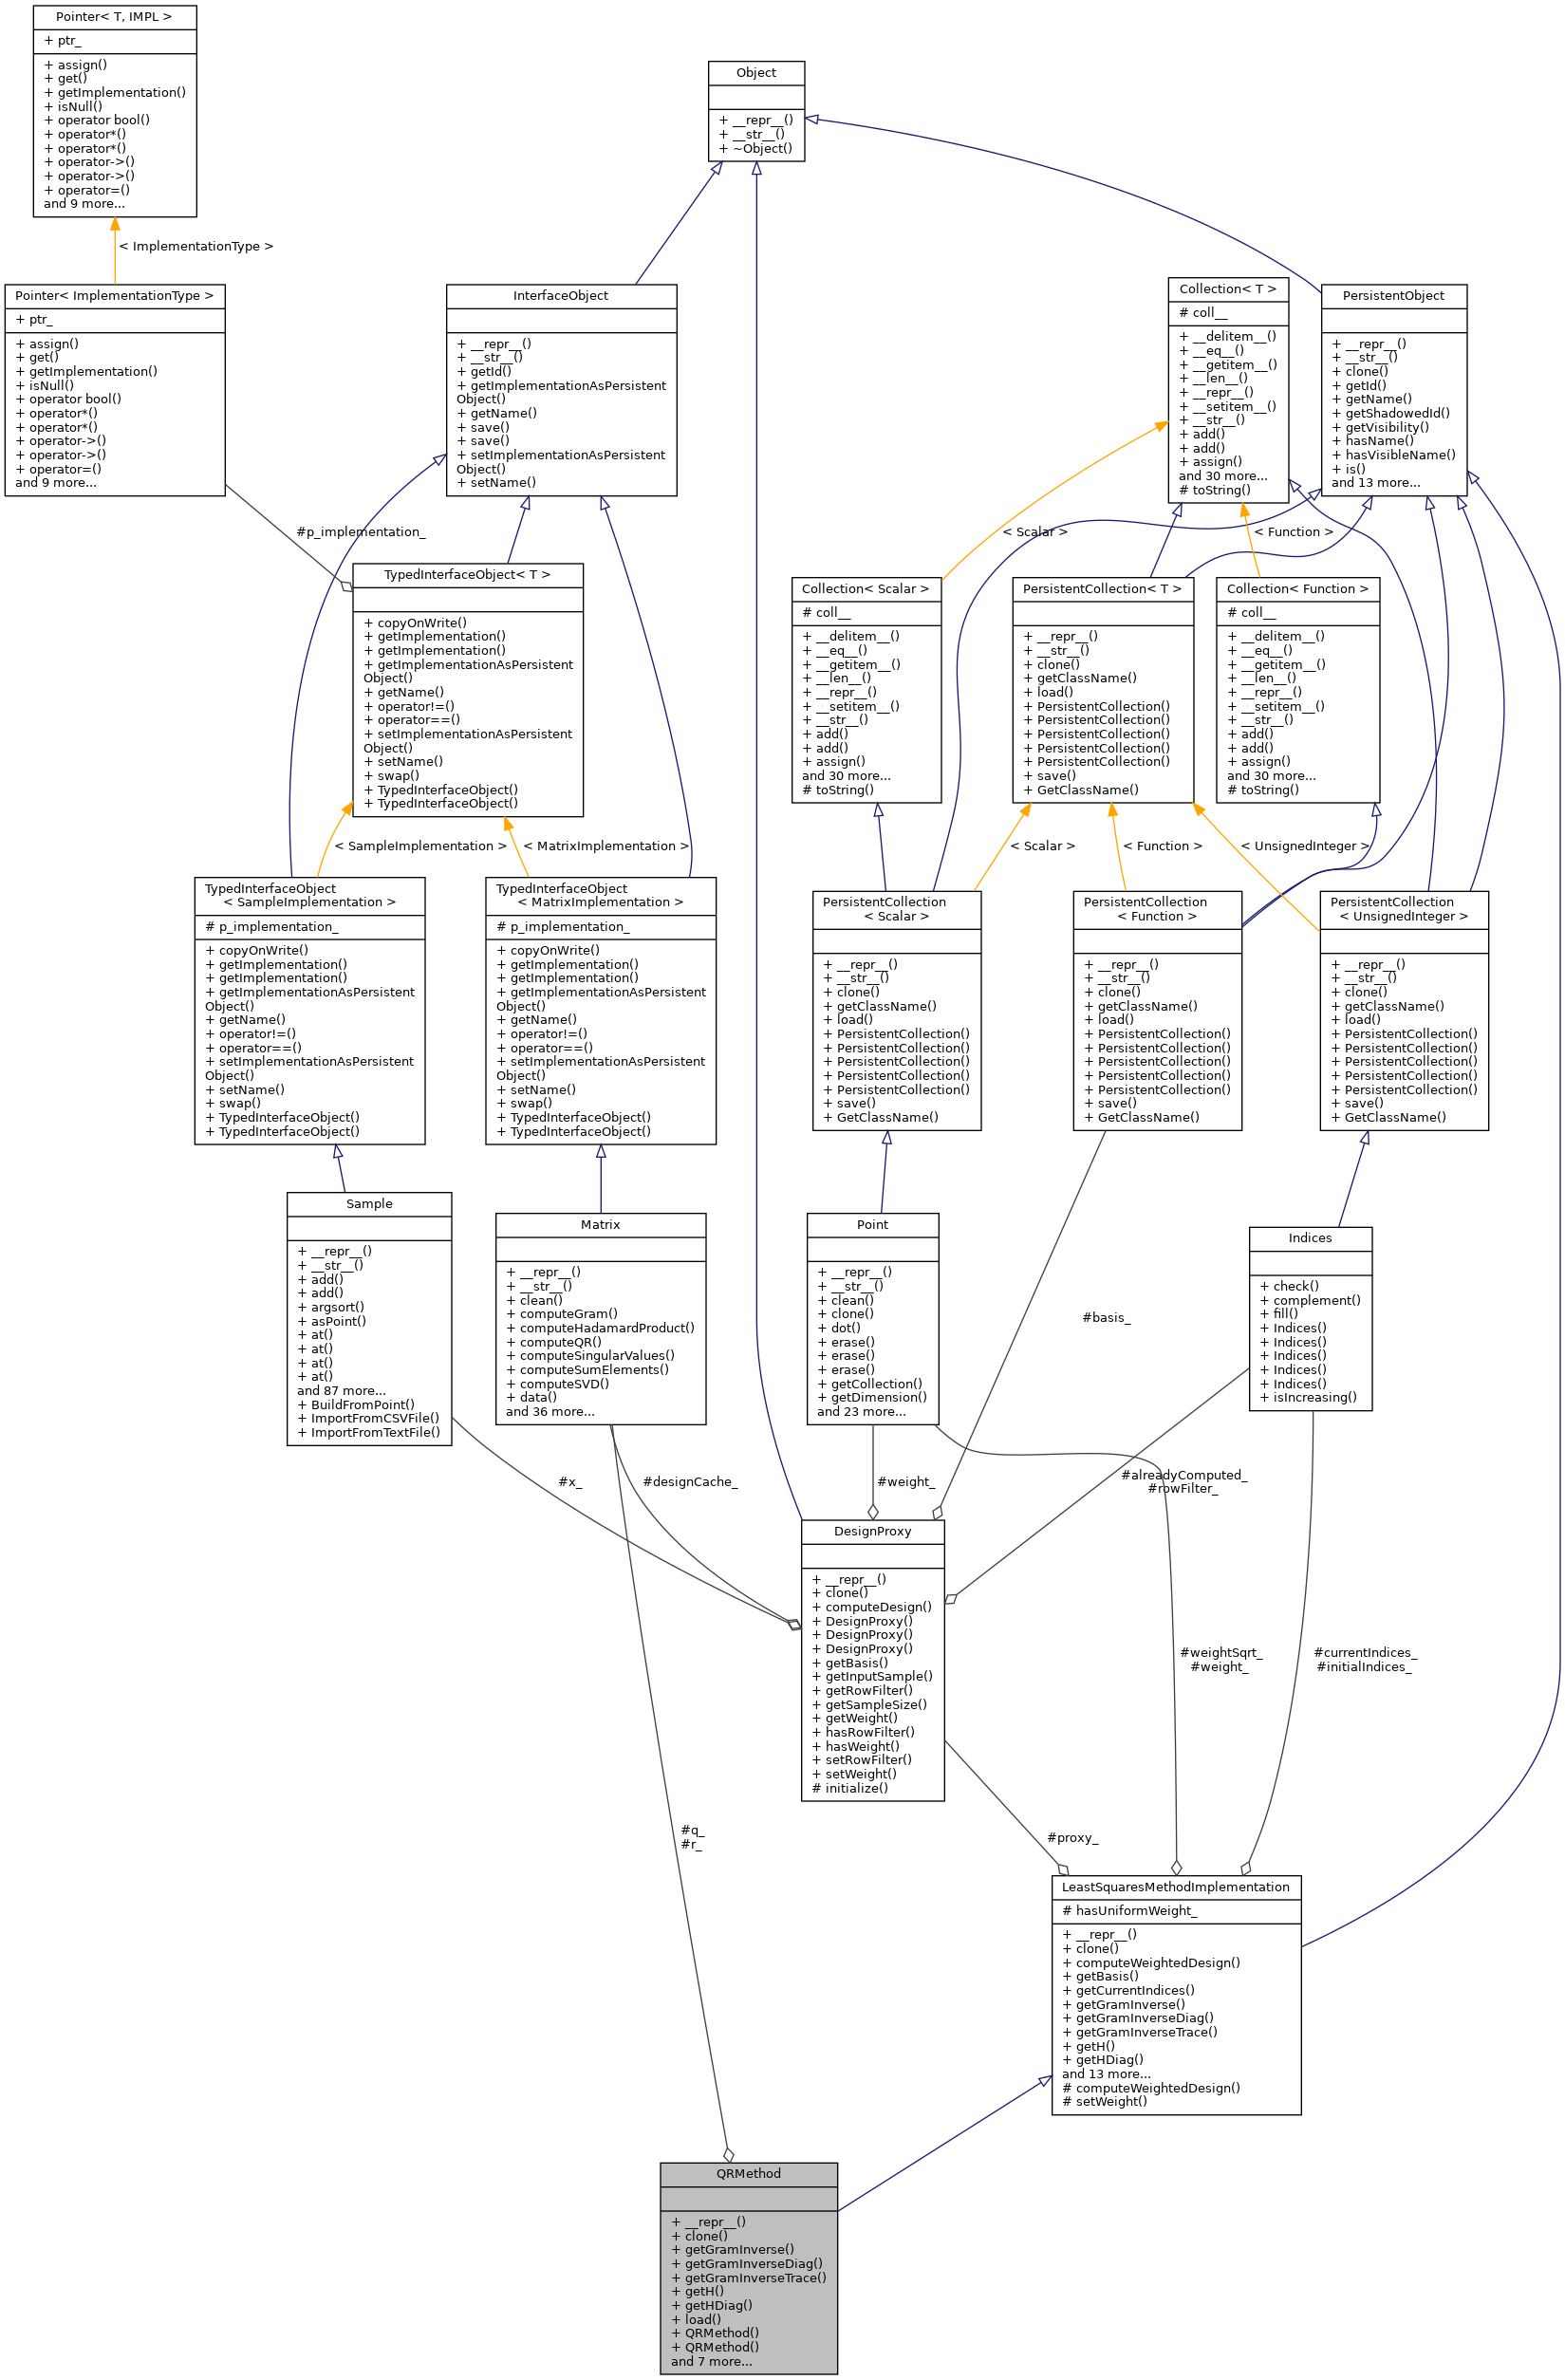 Pointer< T, IMPL >
+ ptr_
+ assign()
+ get()
+ getImplementation()
+ isNull()
+ operator bool()
+ operator*()
+ operator*()
+ operator->()
+ operator->()
+ operator=()
and 9 more...
Object
+ __repr__()
+ __str__()
+ ~Object()
< ImplementationType >
Pointer< ImplementationType >
+ ptr_
+ assign()
+ get()
+ getImplementation()
+ isNull()
+ operator bool()
+ operator*()
+ operator*()
+ operator->()
+ operator->()
+ operator=()
and 9 more...
InterfaceObject
+ __repr__()
+ __str__()
+ getId()
+ getImplementationAsPersistent
Object()
+ getName()
+ save()
+ save()
+ setImplementationAsPersistent
Object()
+ setName()
Collection< T >
# coll__
+ __delitem__()
+ __eq__()
+ __getitem__()
+ __len__()
+ __repr__()
+ __setitem__()
+ __str__()
+ add()
+ add()
+ assign()
and 30 more...
# toString()
PersistentObject
+ __repr__()
+ __str__()
+ clone()
+ getId()
+ getName()
+ getShadowedId()
+ getVisibility()
+ hasName()
+ hasVisibleName()
+ is()
and 13 more...
#p_implementation_
< Scalar >
< Function >
TypedInterfaceObject< T >
+ copyOnWrite()
+ getImplementation()
+ getImplementation()
+ getImplementationAsPersistent
Object()
+ getName()
+ operator!=()
+ operator==()
+ setImplementationAsPersistent
Object()
+ setName()
+ swap()
+ TypedInterfaceObject()
+ TypedInterfaceObject()
Collection< Scalar >
# coll__
+ __delitem__()
+ __eq__()
+ __getitem__()
+ __len__()
+ __repr__()
+ __setitem__()
+ __str__()
+ add()
+ add()
+ assign()
and 30 more...
# toString()
PersistentCollection< T >
+ __repr__()
+ __str__()
+ clone()
+ getClassName()
+ load()
+ PersistentCollection()
+ PersistentCollection()
+ PersistentCollection()
+ PersistentCollection()
+ PersistentCollection()
+ save()
+ GetClassName()
Collection< Function >
# coll__
+ __delitem__()
+ __eq__()
+ __getitem__()
+ __len__()
+ __repr__()
+ __setitem__()
+ __str__()
+ add()
+ add()
+ assign()
and 30 more...
# toString()
< SampleImplementation >
< MatrixImplementation >
< Scalar >
< Function >
< UnsignedInteger >
TypedInterfaceObject
< SampleImplementation >
# p_implementation_
+ copyOnWrite()
+ getImplementation()
+ getImplementation()
+ getImplementationAsPersistent
Object()
+ getName()
+ operator!=()
+ operator==()
+ setImplementationAsPersistent
Object()
+ setName()
+ swap()
+ TypedInterfaceObject()
+ TypedInterfaceObject()
TypedInterfaceObject
< MatrixImplementation >
# p_implementation_
+ copyOnWrite()
+ getImplementation()
+ getImplementation()
+ getImplementationAsPersistent
Object()
+ getName()
+ operator!=()
+ operator==()
+ setImplementationAsPersistent
Object()
+ setName()
+ swap()
+ TypedInterfaceObject()
+ TypedInterfaceObject()
PersistentCollection
< Scalar >
+ __repr__()
+ __str__()
+ clone()
+ getClassName()
+ load()
+ PersistentCollection()
+ PersistentCollection()
+ PersistentCollection()
+ PersistentCollection()
+ PersistentCollection()
+ save()
+ GetClassName()
PersistentCollection
< Function >
+ __repr__()
+ __str__()
+ clone()
+ getClassName()
+ load()
+ PersistentCollection()
+ PersistentCollection()
+ PersistentCollection()
+ PersistentCollection()
+ PersistentCollection()
+ save()
+ GetClassName()
PersistentCollection
< UnsignedInteger >
+ __repr__()
+ __str__()
+ clone()
+ getClassName()
+ load()
+ PersistentCollection()
+ PersistentCollection()
+ PersistentCollection()
+ PersistentCollection()
+ PersistentCollection()
+ save()
+ GetClassName()
Sample
+ __repr__()
+ __str__()
+ add()
+ add()
+ argsort()
+ asPoint()
+ at()
+ at()
+ at()
+ at()
and 87 more...
+ BuildFromPoint()
+ ImportFromCSVFile()
+ ImportFromTextFile()
Matrix
+ __repr__()
+ __str__()
+ clean()
+ computeGram()
+ computeHadamardProduct()
+ computeQR()
+ computeSingularValues()
+ computeSumElements()
+ computeSVD()
+ data()
and 36 more...
Point
+ __repr__()
+ __str__()
+ clean()
+ clone()
+ dot()
+ erase()
+ erase()
+ erase()
+ getCollection()
+ getDimension()
and 23 more...
#basis_
Indices
+ check()
+ complement()
+ fill()
+ Indices()
+ Indices()
+ Indices()
+ Indices()
+ Indices()
+ isIncreasing()
#x_
#designCache_
#weight_
#alreadyComputed_
#rowFilter_
DesignProxy
+ __repr__()
+ clone()
+ computeDesign()
+ DesignProxy()
+ DesignProxy()
+ DesignProxy()
+ getBasis()
+ getInputSample()
+ getRowFilter()
+ getSampleSize()
+ getWeight()
+ hasRowFilter()
+ hasWeight()
+ setRowFilter()
+ setWeight()
# initialize()
#weightSqrt_
#weight_
#currentIndices_
#initialIndices_
#q_
#r_
#proxy_
LeastSquaresMethodImplementation
# hasUniformWeight_
+ __repr__()
+ clone()
+ computeWeightedDesign()
+ getBasis()
+ getCurrentIndices()
+ getGramInverse()
+ getGramInverseDiag()
+ getGramInverseTrace()
+ getH()
+ getHDiag()
and 13 more...
# computeWeightedDesign()
# setWeight()
QRMethod
+ __repr__()
+ clone()
+ getGramInverse()
+ getGramInverseDiag()
+ getGramInverseTrace()
+ getH()
+ getHDiag()
+ load()
+ QRMethod()
+ QRMethod()
and 7 more...